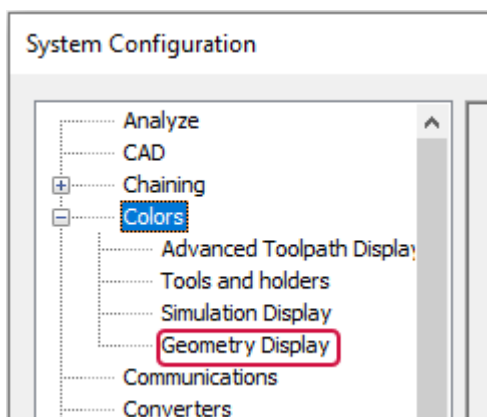 System Configuration
Analyze
CAD
Chaining
Colors
Advanced Toolpath Display
Tools and holders
Simulation Display
Geometry Display
Communications
Converters